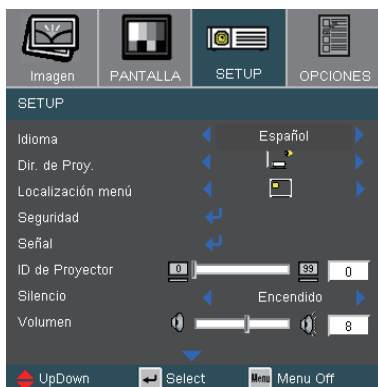 Imagen PANTALLA SETUP OPCIONES
SETUP
Idioma Español
Dir. de Proy.
Localización menú
Seguridad
Señal
ID de Proyector 0 99 0
Silencio Encendido
Volumen 8
UpDown Select Menu Menu Off